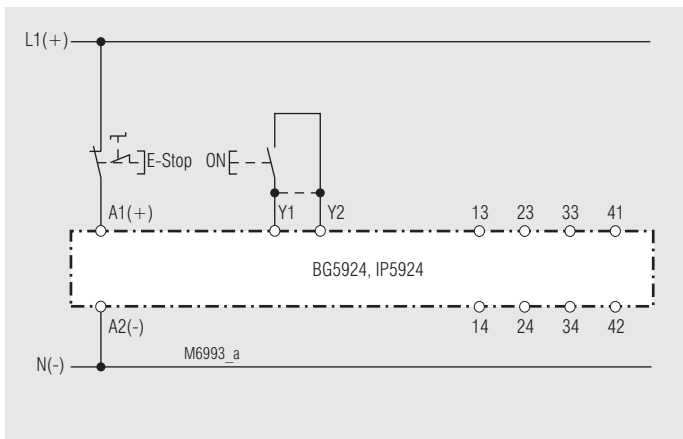 L1(+)
E-Stop ON
A1(+) Y1 Y2 13 23 33 41
BG5924, IP5924
A2(-) 14 24 34 42
M6993_a
N(-)